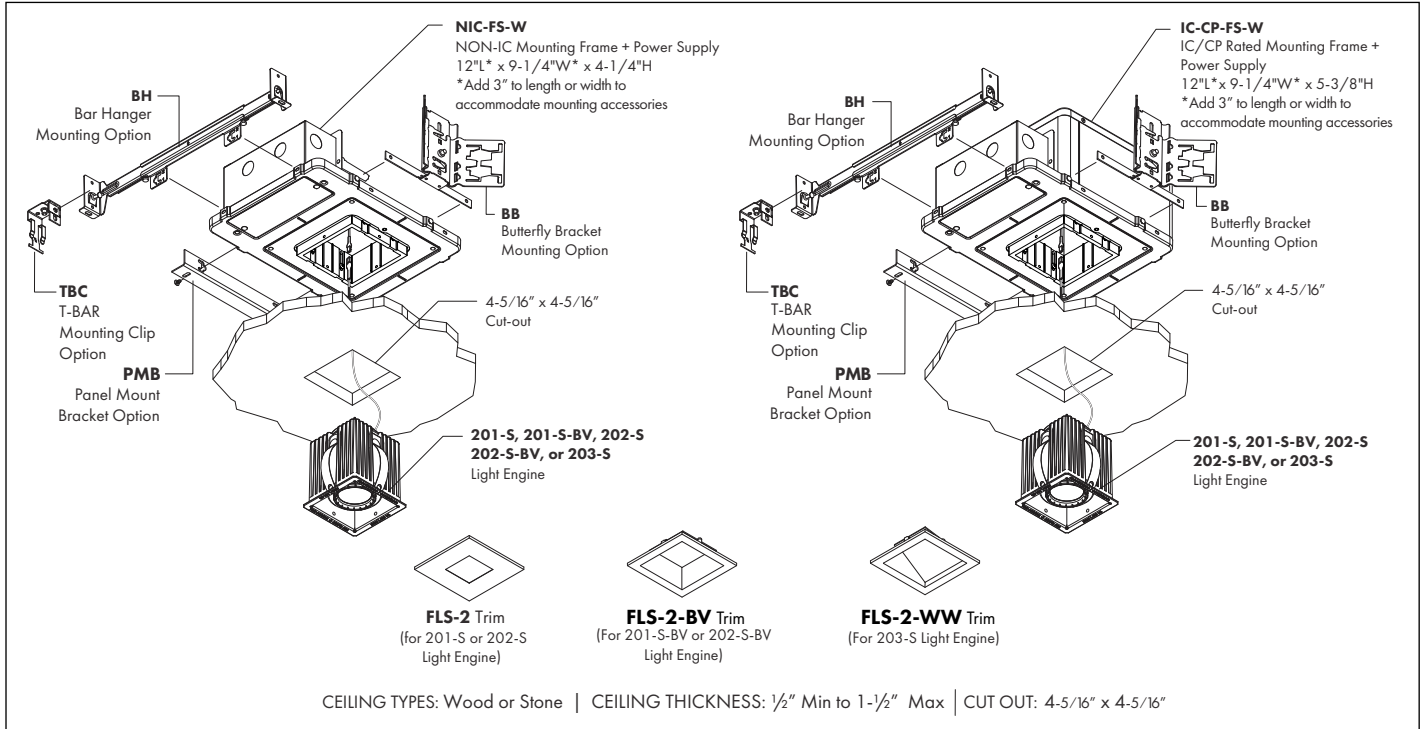 NIC-FS-W
NON-IC Mounting Frame + Power Supply
12"L* x 9-1/4"W* x 4-1/4"H
*Add 3" to length or width to
accommodate mounting accessories
BH
Bar Hanger
Mounting Option
BB
Butterfly Bracket
Mounting Option
TBC
T-BAR
Mounting Clip
Option
4-5/16" x 4-5/16"
Cut-out
PMB
Panel Mount
Bracket Option
201-S, 201-S-BV, 202-S
202-S-BV, or 203-S
Light Engine
IC-CP-FS-W
IC/CP Rated Mounting Frame +
Power Supply
12"L*x 9-1/4"W* x 5-3/8"H
*Add 3" to length or width to
accommodate mounting accessories
BH
Bar Hanger
Mounting Option
BB
Butterfly Bracket
Mounting Option
TBC
T-BAR
Mounting Clip
Option
4-5/16" x 4-5/16"
Cut-out
PMB
Panel Mount
Bracket Option
201-S, 201-S-BV, 202-S
202-S-BV, or 203-S
Light Engine
FLS-2 Trim
(for 201-S or 202-S
Light Engine)
FLS-2-BV Trim
(For 201-S-BV or 202-S-BV
Light Engine)
FLS-2-WW Trim
(For 203-S Light Engine)
CEILING TYPES: Wood or Stone | CEILING THICKNESS: ½" Min to 1-½" Max | CUT OUT: 4-5/16" x 4-5/16"